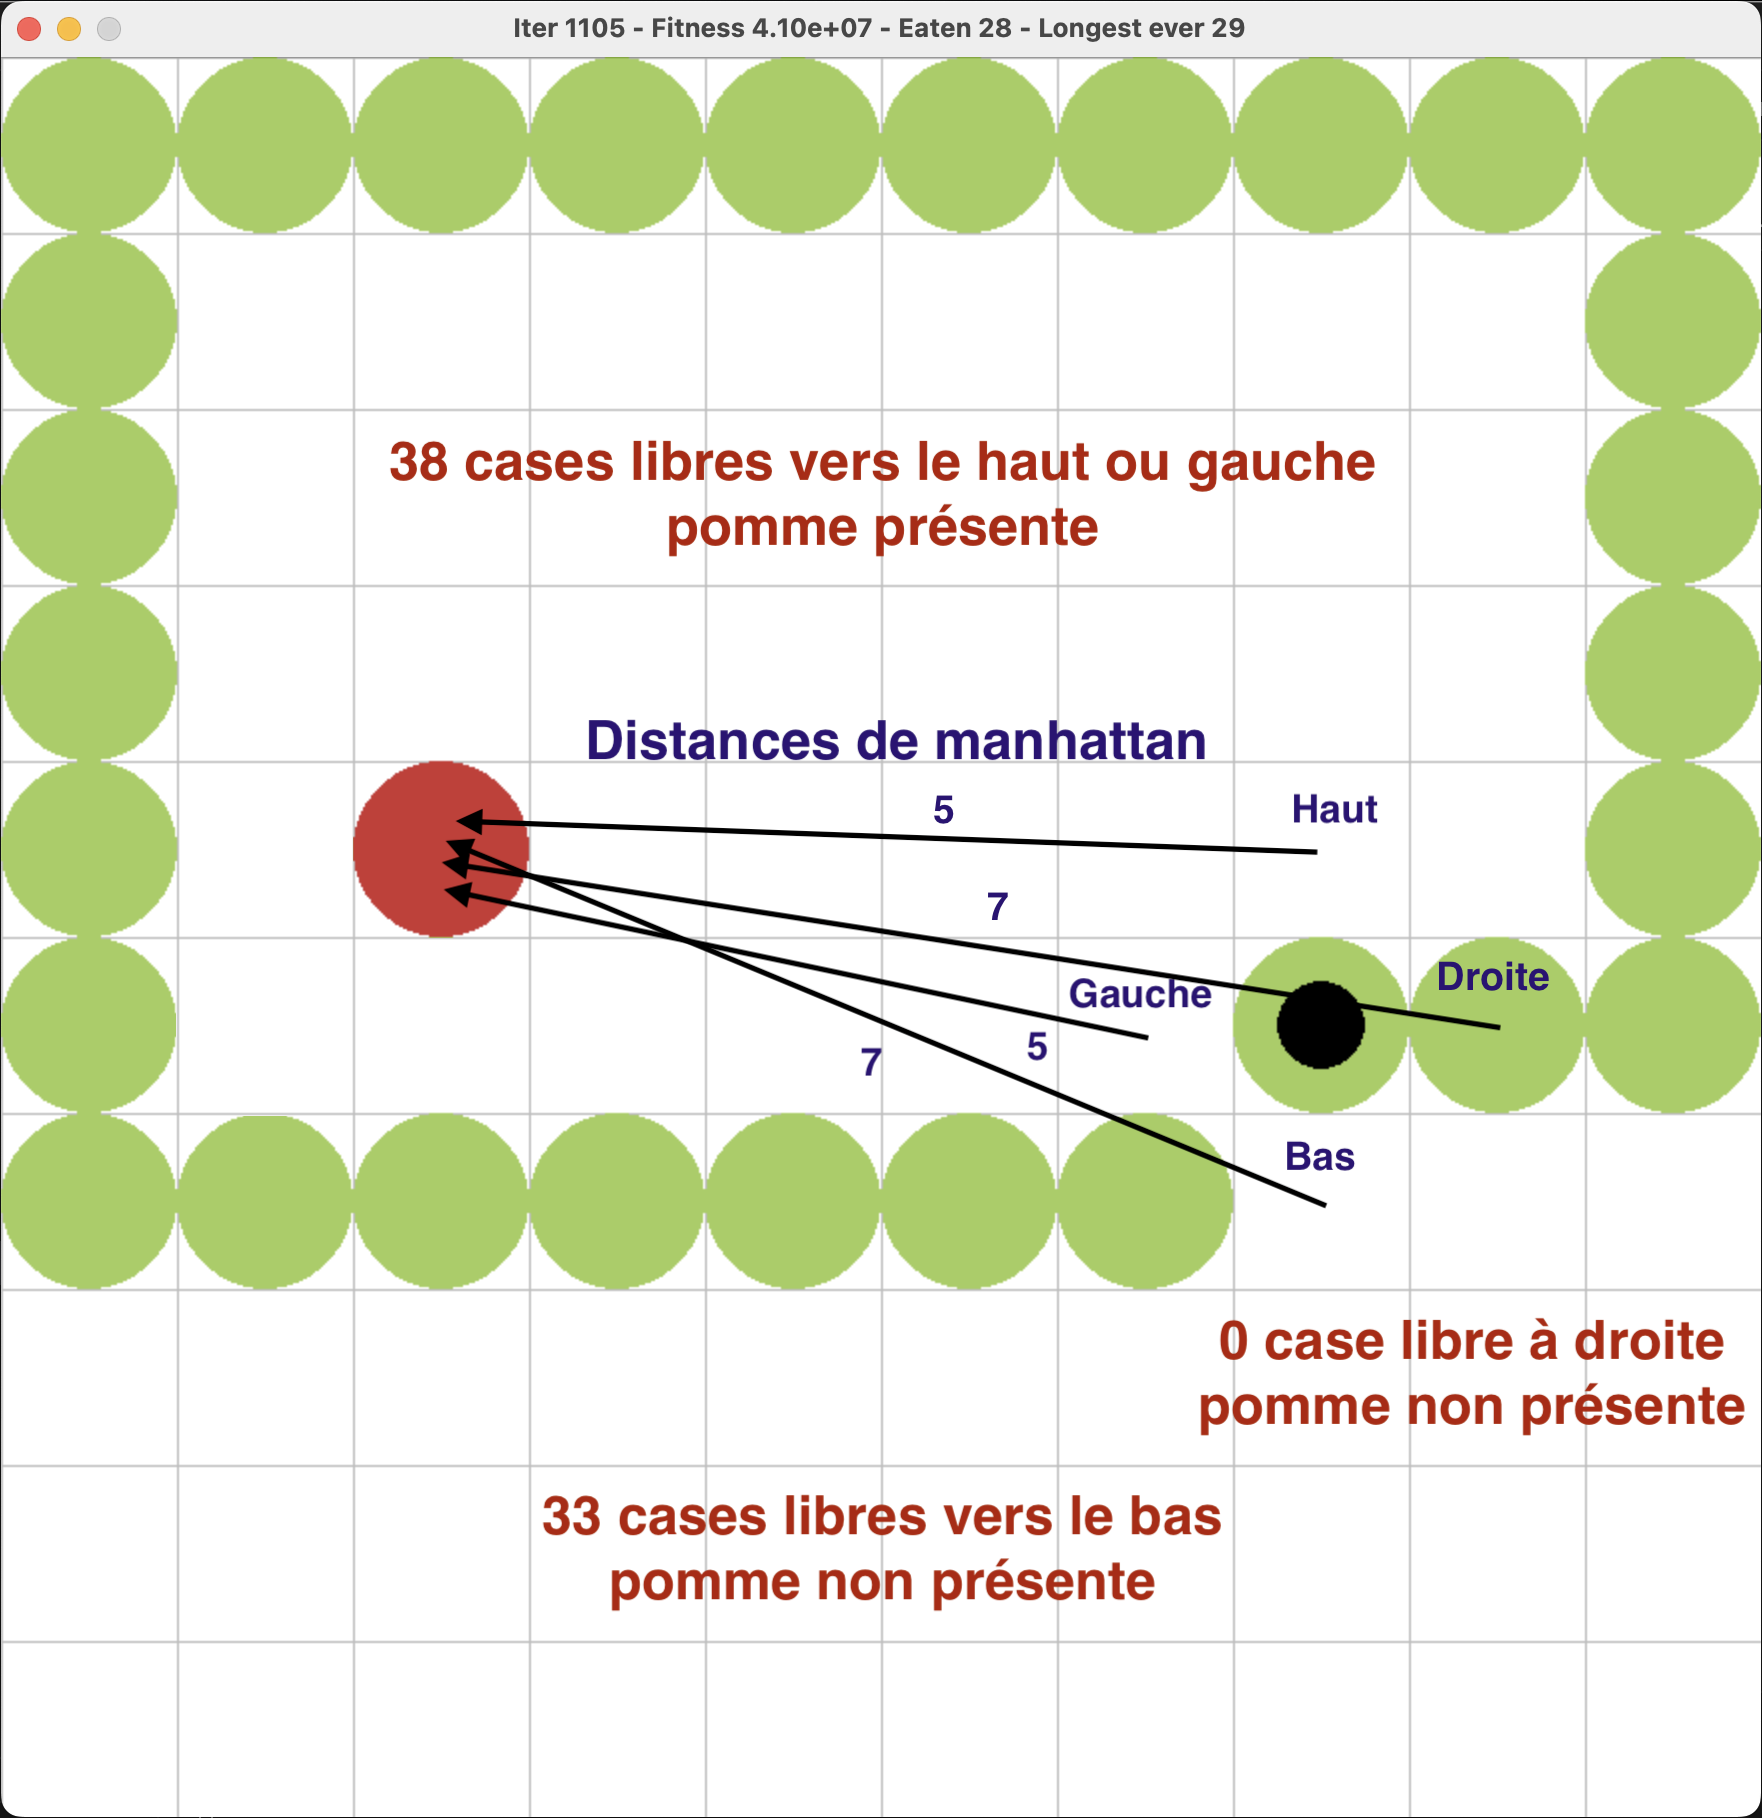 Iter 1105 - Fitness 4.10e+07 - Eaten 28 - Longest ever 29
38 cases libres vers le haut ou gauche
pomme présente
Distances de manhattan
5
Haut
7
Droite
Gauche
5
7
Bas
0 case libre à droite
pomme non présente
33 cases libres vers le bas
pomme non présente